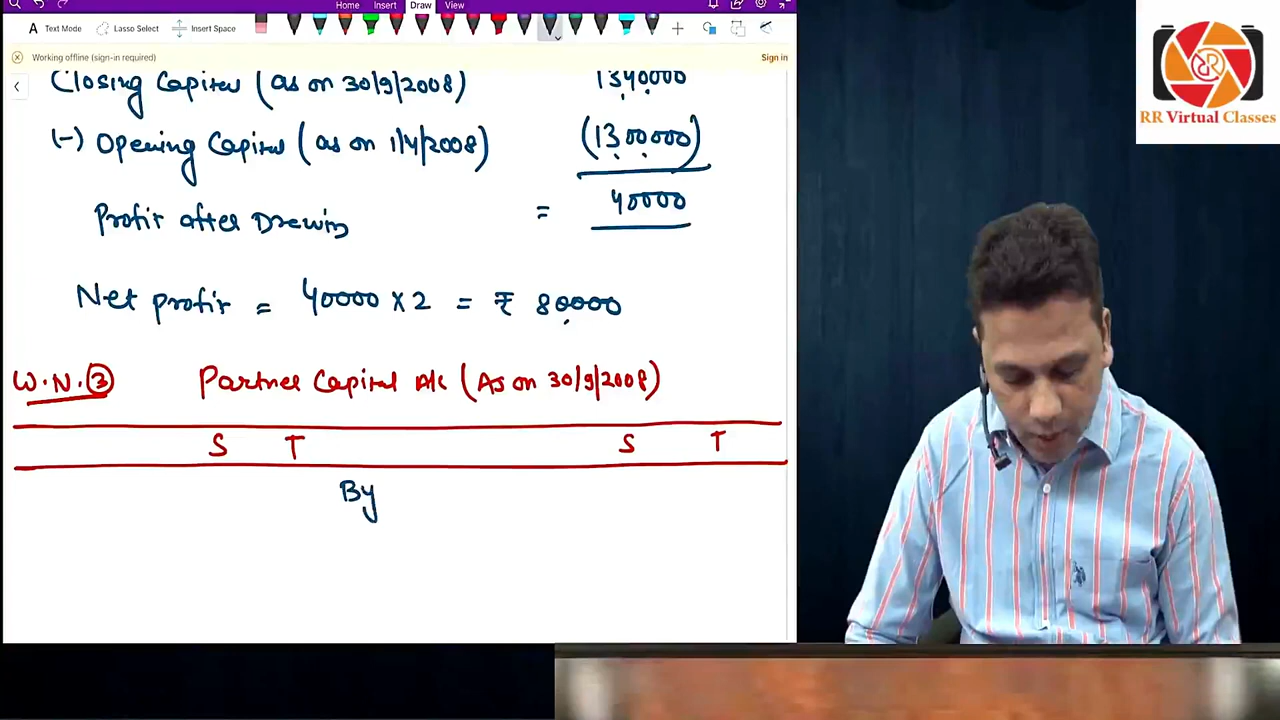 Home Insert Draw View
A Text Mode Lasso Select Insert Space
Working offline (sign-in required) Sign in
Closing Capital (as on 30/9/2008) 1340000
(-) Opening Capital (as on 1/4/2008) (1300000)
Profit after Drawing = 40000
Net profit = 40000 x 2 = ₹ 80000
W.N.(3) Partner Capital A/c (As on 30/9/2008)
S T S T
By
RR Virtual Classes